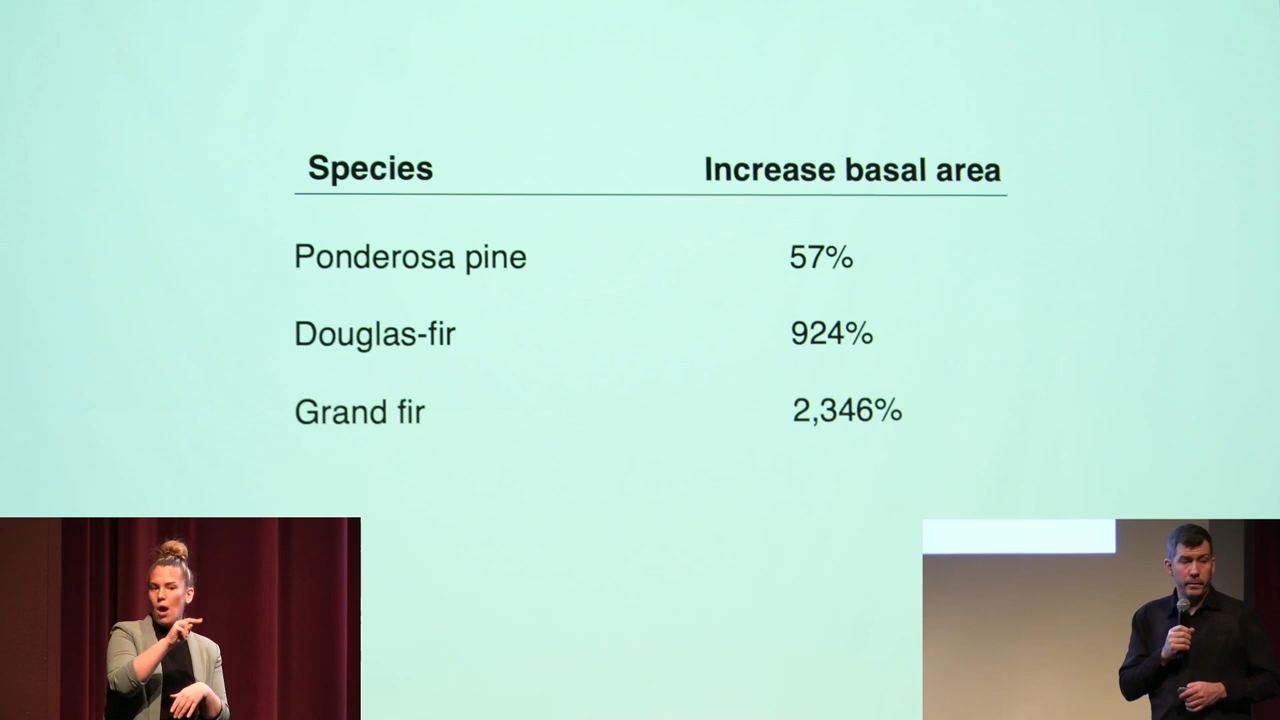 Species Increase basal area
Ponderosa pine 57%
Douglas-fir 924%
Grand fir 2,346%